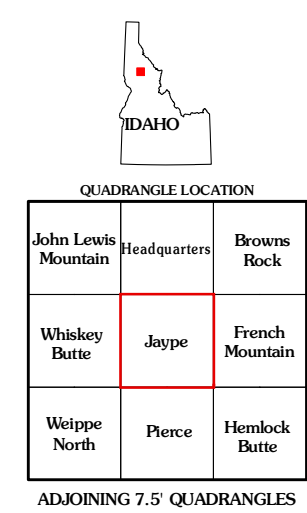 IDAHO
QUADRANGLE LOCATION
John Lewis
Mountain
Headquarters
Browns
Rock
Whiskey
Butte
Jaype
French
Mountain
Weippe
North
Pierce
Hemlock
Butte
ADJOINING 7.5' QUADRANGLES